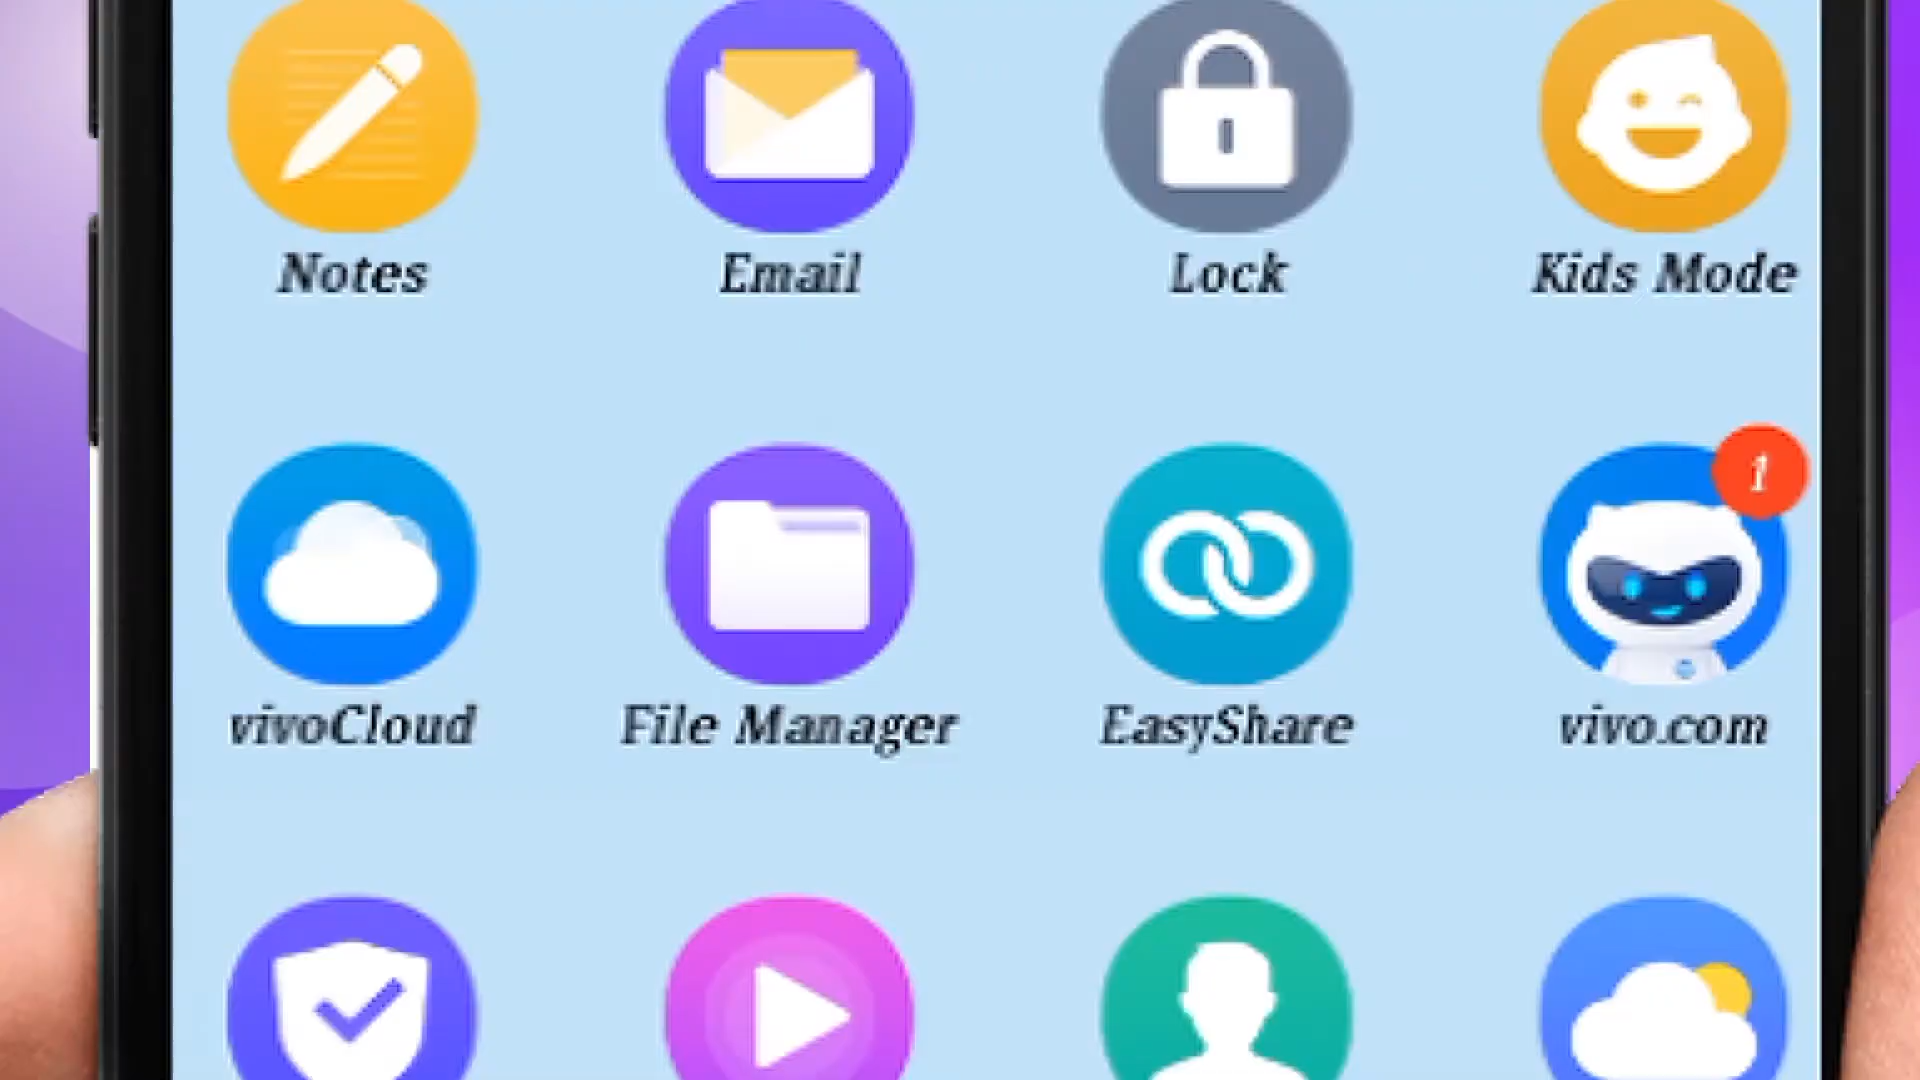 Notes
Email
Lock
Kids Mode
1
vivoCloud
File Manager
EasyShare
vivo.com